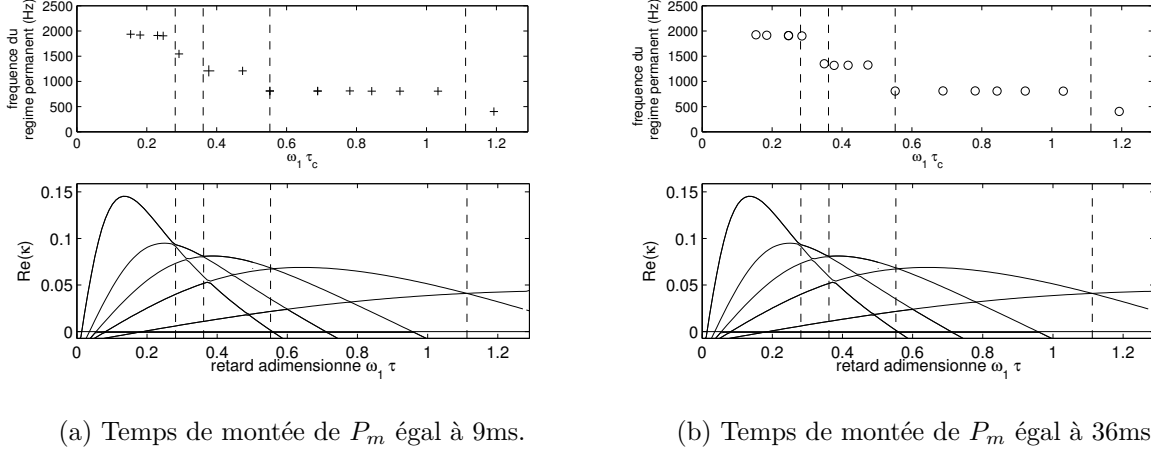 2500
2000
1500
1000
500
0
frequence du
regime permanent (Hz)
0 0.2 0.4 0.6 0.8 1 1.2
ω1 τc
0.15
0.1
0.05
0
Re(κ)
0 0.2 0.4 0.6 0.8 1 1.2
retard adimensionne ω1 τ
(a) Temps de montée de Pm égal à 9ms.
2500
2000
1500
1000
500
0
frequence du
regime permanent (Hz)
0 0.2 0.4 0.6 0.8 1 1.2
ω1 τc
0.15
0.1
0.05
0
Re(κ)
0 0.2 0.4 0.6 0.8 1 1.2
retard adimensionne ω1 τ
(b) Temps de montée de Pm égal à 36ms